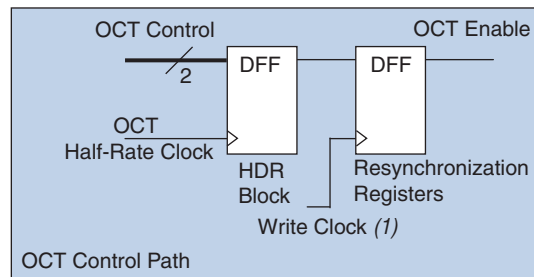 OCT Control
OCT Enable
DFF
DFF
2
OCT
Half-Rate Clock
HDR
Block
Resynchronization
Registers
Write Clock (1)
OCT Control Path